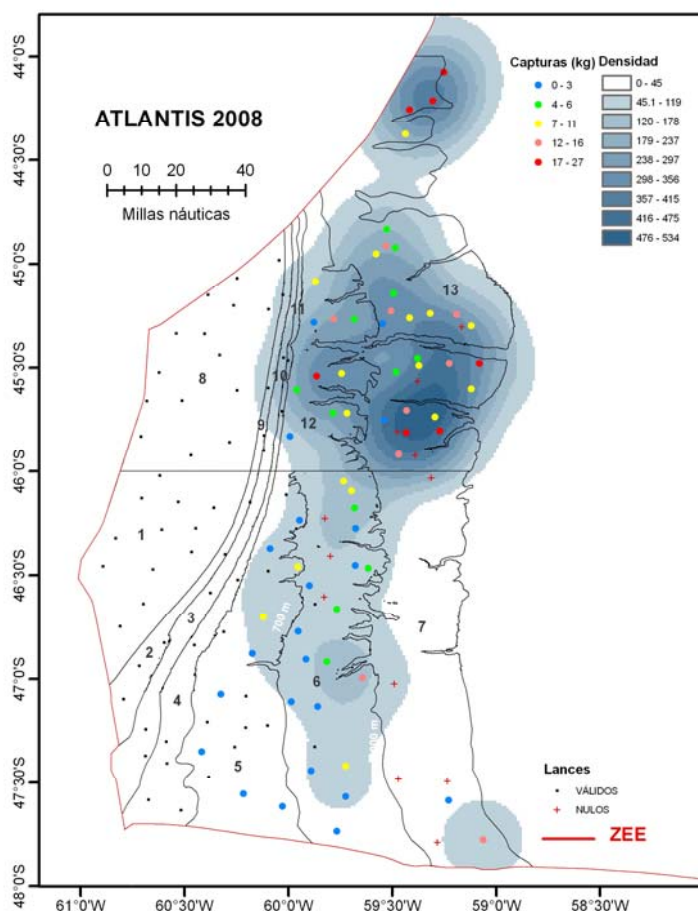 ATLANTIS 2008
0 10 20 40
Millas náuticas
Capturas (kg)
0 - 3
4 - 6
7 - 11
12 - 16
17 - 27
Densidad
0 - 45
45.1 - 119
120 - 178
179 - 237
238 - 297
298 - 356
357 - 415
416 - 475
476 - 534
44°0'S
44°30'S
45°0'S
45°30'S
46°0'S
46°30'S
47°0'S
47°30'S
48°0'S
13
11
8
10
12
9
1
3
2
700 m
7
4
6
5
Lances
VÁLIDOS
NULOS
ZEE
61°0'W
60°30'W
60°0'W
59°30'W
59°0'W
58°30'W